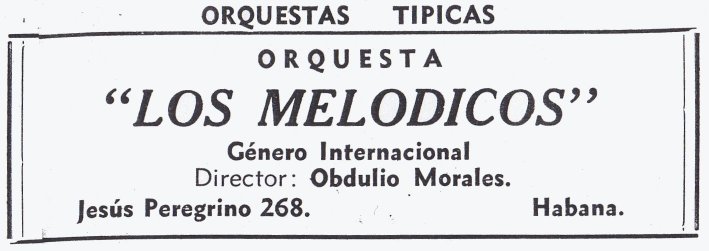 ORQUESTAS TIPICAS
ORQUESTA
"LOS MELODICOS"
Género Internacional
Director: Obdulio Morales.
Jesús Peregrino 268. Habana.